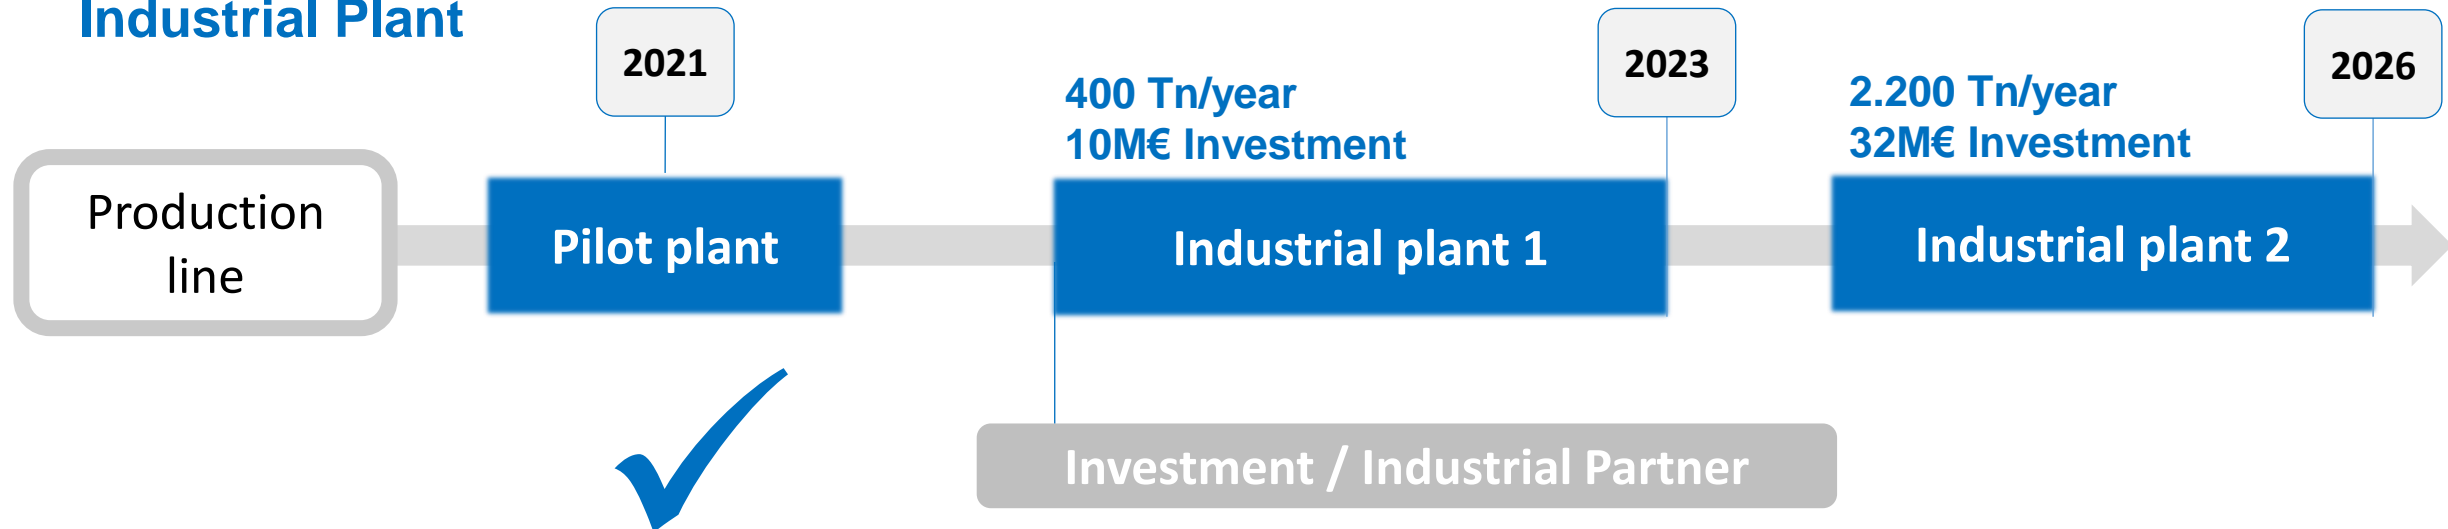 Industrial Plant
2021
2023
2026
400 Tn/year
10M€ Investment
2.200 Tn/year
32M€ Investment
Production
line
Pilot plant
Industrial plant 1
Industrial plant 2
Investment / Industrial Partner